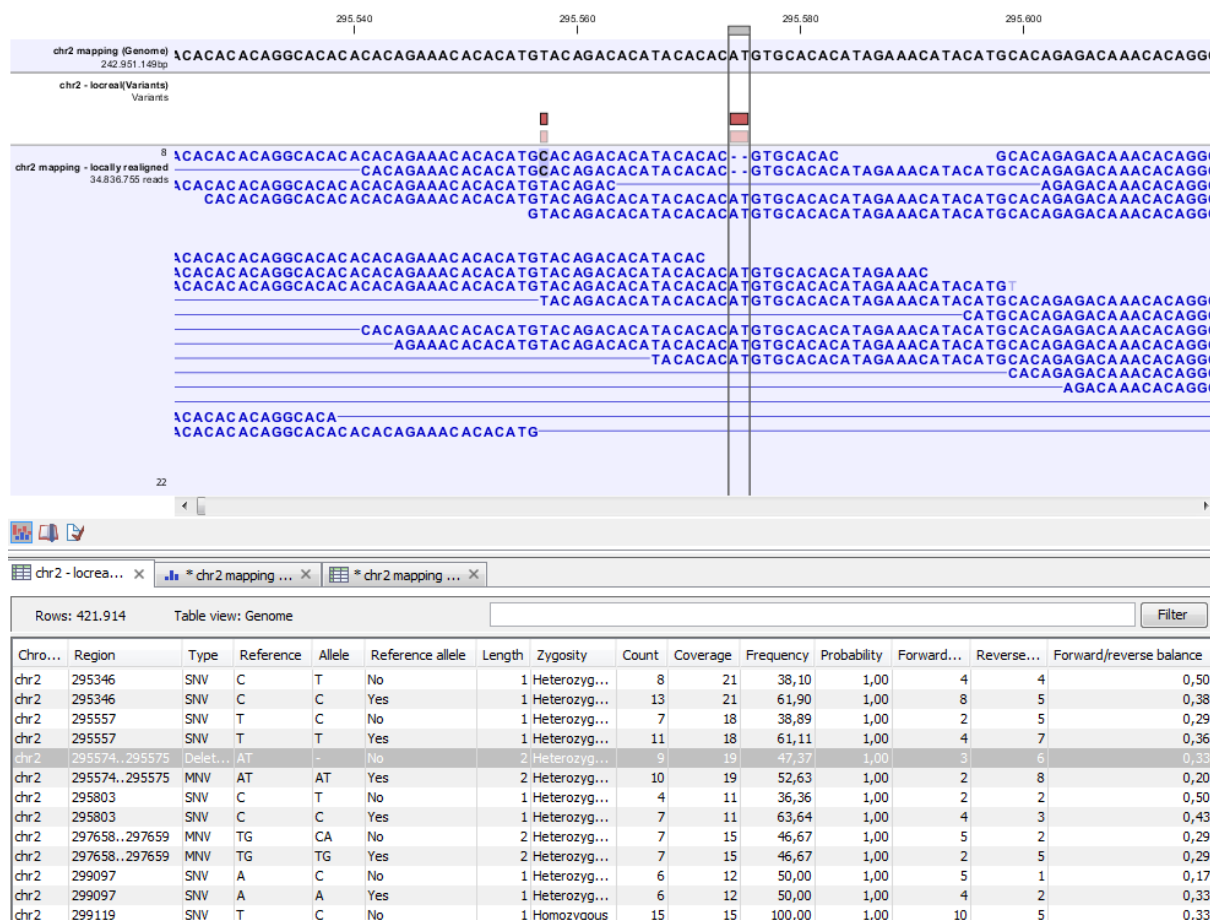 295.540 295.560 295.580 295.600
chr2 mapping (Genome) ACACACACAGGCACACACACACAGAAACACACATGTACAGACACATACACACATGTGCACACATAGAAACATACATGCACAGAGACAAACACAGG
242.951.149bp
chr2 - locreal(Variants)
Variants
8 ACACACACAGGCACACACACACAGAAACACACATGCACAGACACATACACAC--GTGCACAC GCACAGAGACAAACACAGG
chr2 mapping - locally realigned CACAGAAACACACATGCACAGACACATACACAC--GTGCACACATAGAAACATACATGCACAGAGACAAACACAGG
34.836.755 reads
ACACACACAGGCACACACACACAGAAACACACATGTACAGAC AGAGACAAACACAGG
CACACAGGCACACACACACAGAAACACACATGTACAGACACATACACACATGTGCACACATAGAAACATACATGCACAGAGACAAACACAGG
GTACAGACACATACACACATGTGCACACATAGAAACATACATGCACAGAGACAAACACAGG
ACACACACAGGCACACACACACAGAAACACACATGTACAGACACATACAC
ACACACACAGGCACACACACACAGAAACACACATGTACAGACACATACACACATGTGCACACATAGAAAC
ACACACACAGGCACACACACACAGAAACACACATGTACAGACACATACACACATGTGCACACATAGAAACATACATGT
TACAGACACATACACACATGTGCACACATAGAAACATACATGCACAGAGACAAACACAGG
CATGCACAGAGACAAACACAGG
CACAGAAACACACATGTACAGACACATACACACATGTGCACACATAGAAACATACATGCACAGAGACAAACACAGG
AGAAACACACATGTACAGACACATACACACATGTGCACACATAGAAACATACATGCACAGAGACAAACACAGG
TACACACATGTGCACACATAGAAACATACATGCACAGAGACAAACACAGG
CACAGAGACAAACACAGG
AGACAAACACAGG
ACACACACAGGCACA
ACACACACAGGCACACACACACAGAAACACACATG
22
chr2 - locrea... * chr2 mapping ... * chr2 mapping ...
Rows: 421.914 Table view: Genome Filter
Chro... Region Type Reference Allele Reference allele Length Zygosity Count Coverage Frequency Probability Forward... Reverse... Forward/reverse balance
chr2 295346 SNV C T No 1 Heterozyg... 8 21 38,10 1,00 4 4 0,50
chr2 295346 SNV C C Yes 1 Heterozyg... 13 21 61,90 1,00 8 5 0,38
chr2 295557 SNV T C No 1 Heterozyg... 7 18 38,89 1,00 2 5 0,29
chr2 295557 SNV T T Yes 1 Heterozyg... 11 18 61,11 1,00 4 7 0,36
chr2 295574..295575 Delet... AT - No 2 Heterozyg... 9 19 47,37 1,00 3 6 0,33
chr2 295574..295575 MNV AT AT Yes 2 Heterozyg... 10 19 52,63 1,00 2 8 0,20
chr2 295803 SNV C T No 1 Heterozyg... 4 11 36,36 1,00 2 2 0,50
chr2 295803 SNV C C Yes 1 Heterozyg... 7 11 63,64 1,00 4 3 0,43
chr2 297658..297659 MNV TG CA No 2 Heterozyg... 7 15 46,67 1,00 5 2 0,29
chr2 297658..297659 MNV TG TG Yes 2 Heterozyg... 7 15 46,67 1,00 2 5 0,29
chr2 299097 SNV A C No 1 Heterozyg... 6 12 50,00 1,00 5 1 0,17
chr2 299097 SNV A A Yes 1 Heterozyg... 6 12 50,00 1,00 4 2 0,33
chr2 299119 SNV T C No 1 Homozygous 15 15 100,00 1,00 10 5 0,33